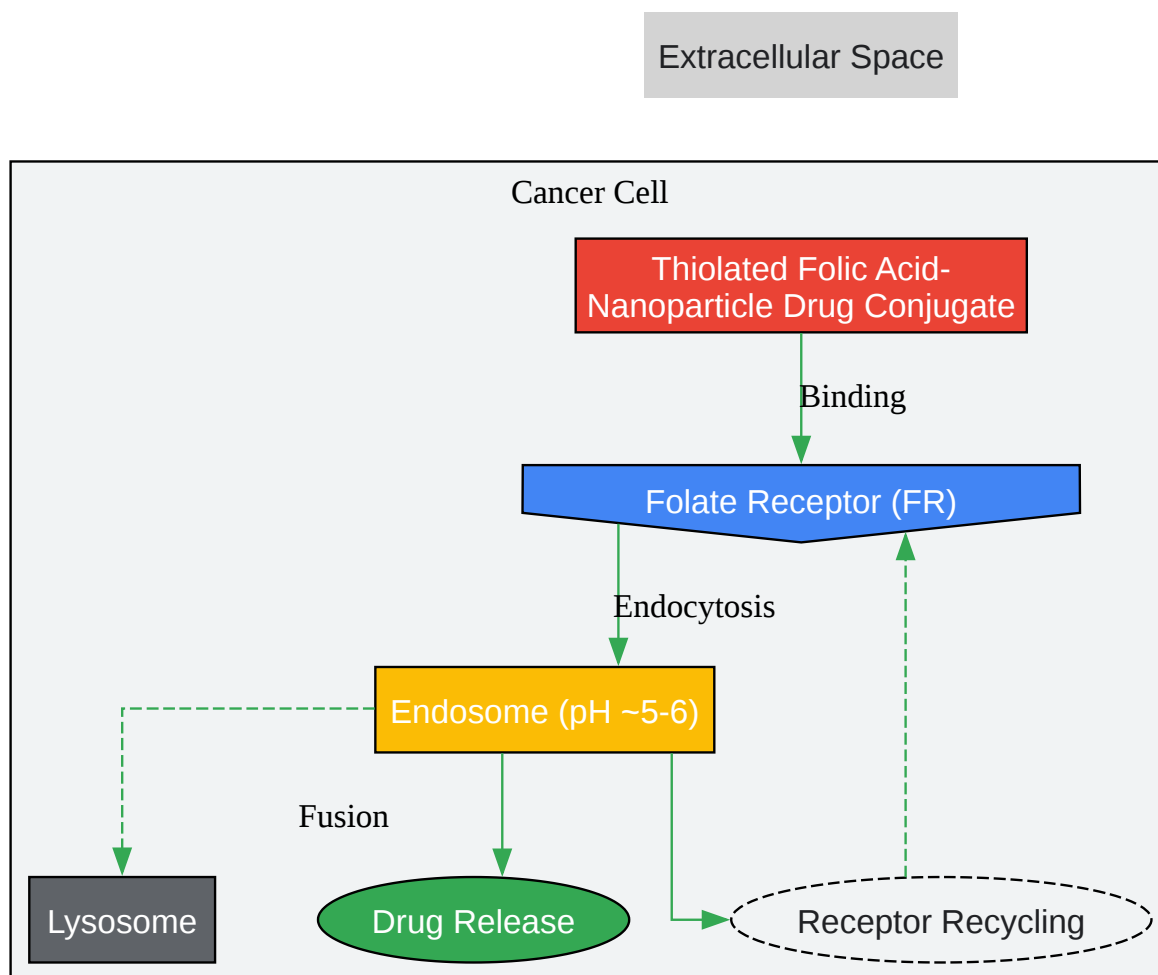 Extracellular Space
Cancer Cell
Thiolated Folic Acid-
Nanoparticle Drug Conjugate
Binding
Folate Receptor (FR)
Endocytosis
Endosome (pH ~5-6)
Fusion
Lysosome
Drug Release
Receptor Recycling